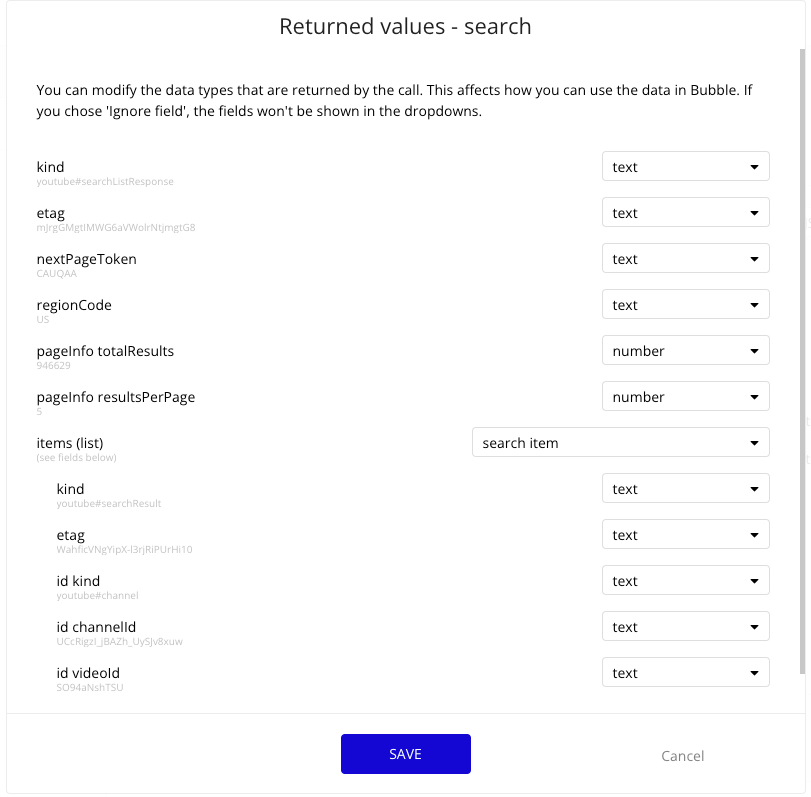 Returned values - search
You can modify the data types that are returned by the call. This affects how you can use the data in Bubble. If
you chose 'Ignore field', the fields won't be shown in the dropdowns.
kind
text
youtube#searchListResponse
etag
text
mJrgGMgtIMWG6aVWolrNtjmgtG8
nextPageToken
text
CAUQAA
regionCode
text
US
pageInfo totalResults
number
946629
pageInfo resultsPerPage
number
5
items (list)
search item
(see fields below)
kind
text
youtube#searchResult
etag
text
WahficVNgYipX-l3rjRiPUrHi10
id kind
text
youtube#channel
id channelId
text
UCcRigzI_jBAZh_UySJv8xuw
id videoId
text
SO94aNshTSU
SAVE
Cancel